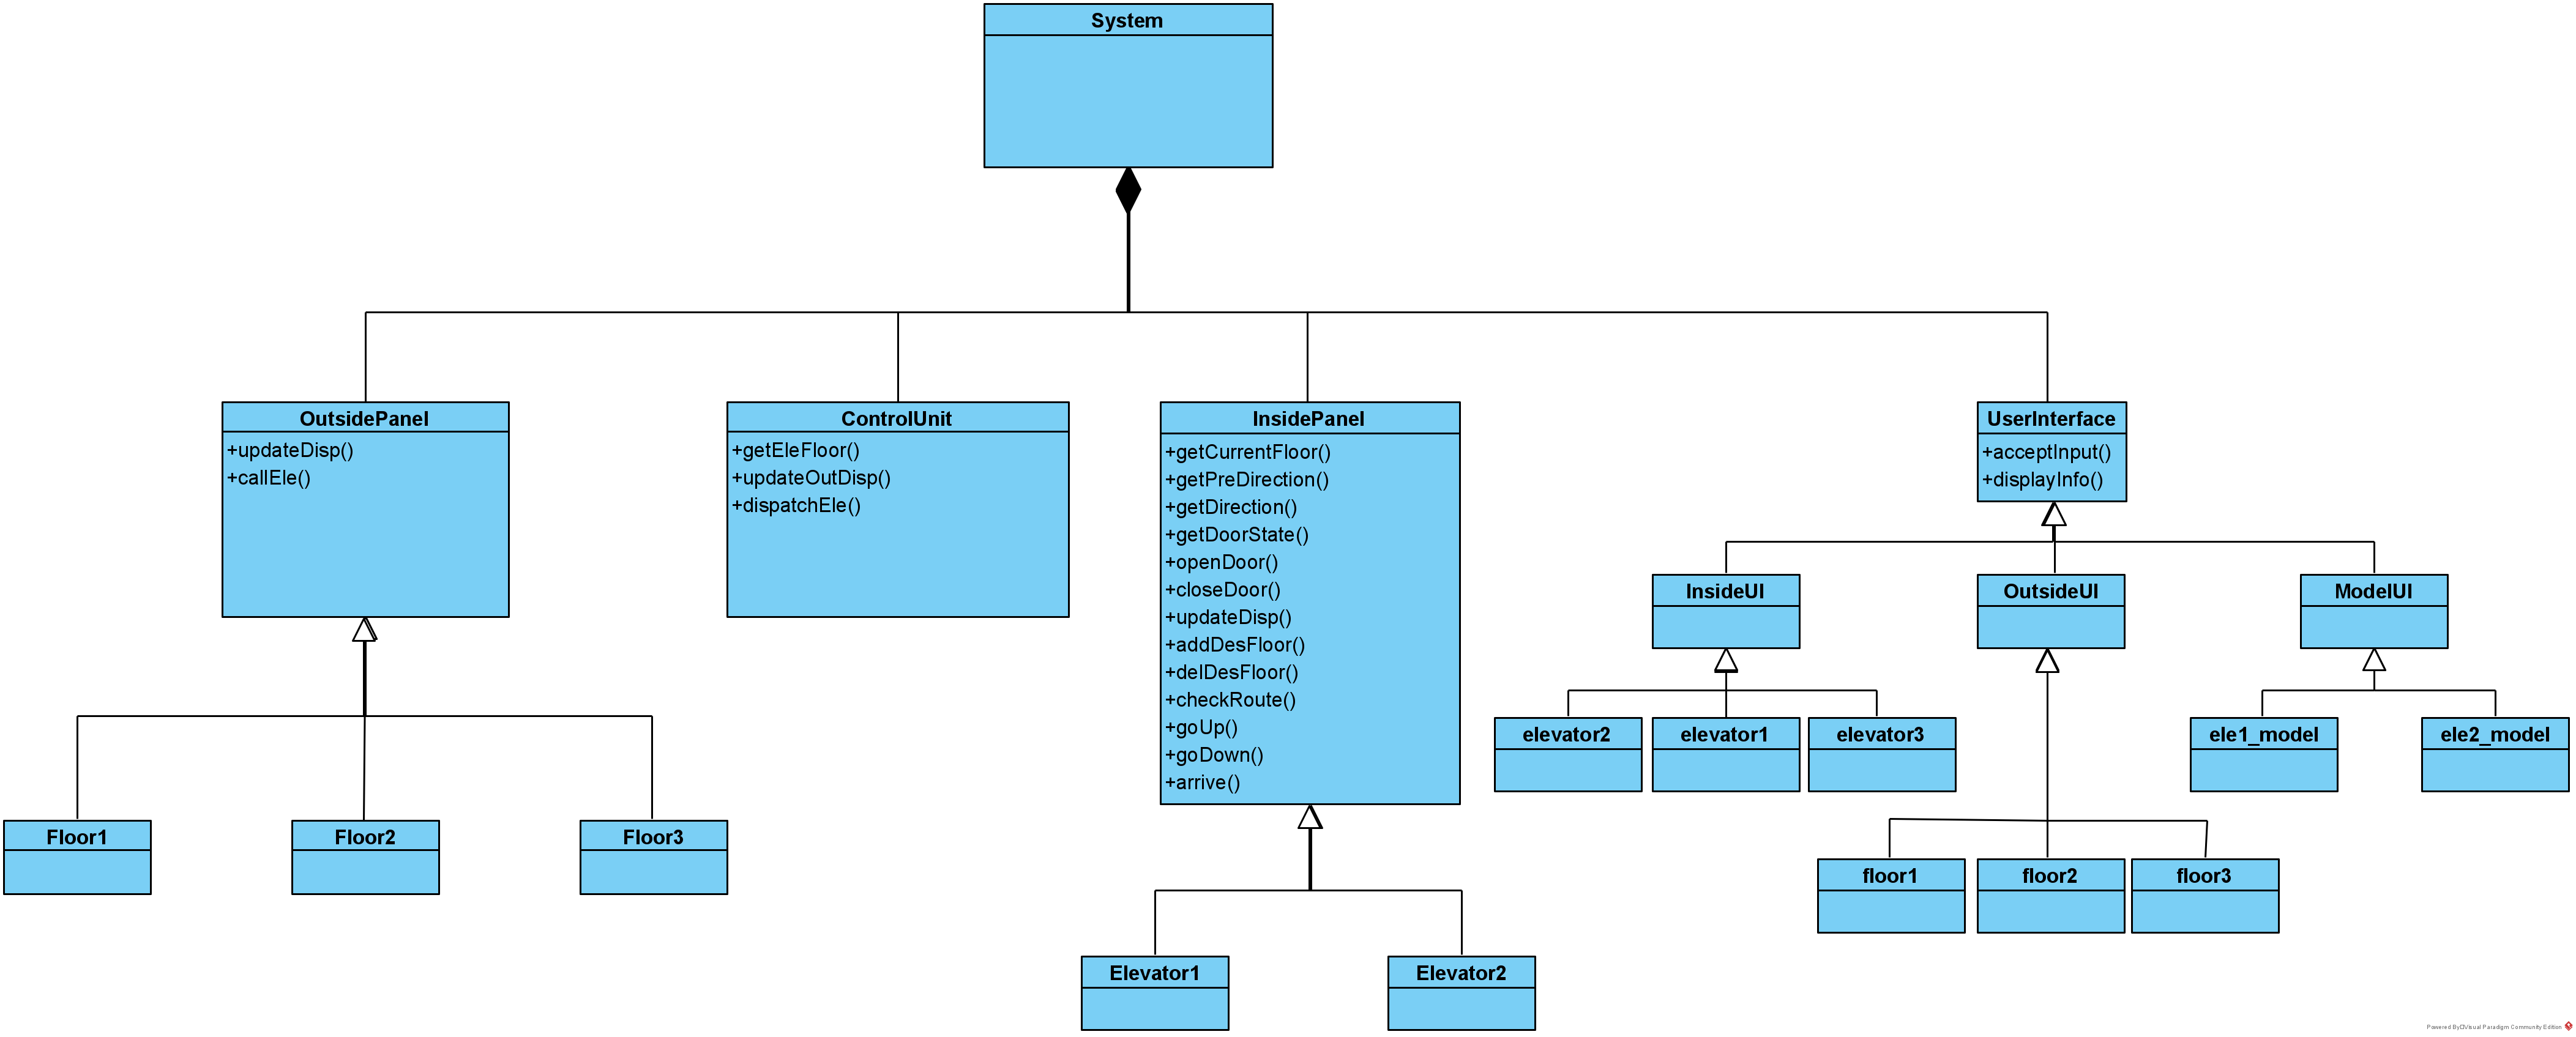 System
OutsidePanel
+updateDisp()
+callEle()
ControlUnit
+getEleFloor()
+updateOutDisp()
+dispatchEle()
InsidePanel
+getCurrentFloor()
+getPreDirection()
+getDirection()
+getDoorState()
+openDoor()
+closeDoor()
+updateDisp()
+addDesFloor()
+delDesFloor()
+checkRoute()
+goUp()
+goDown()
+arrive()
UserInterface
+acceptInput()
+displayInfo()
InsideUI
OutsideUI
ModelUI
elevator2
elevator1
elevator3
ele1_model
ele2_model
Floor1
Floor2
Floor3
floor1
floor2
floor3
Elevator1
Elevator2
Powered By Visual Paradigm Community Edition